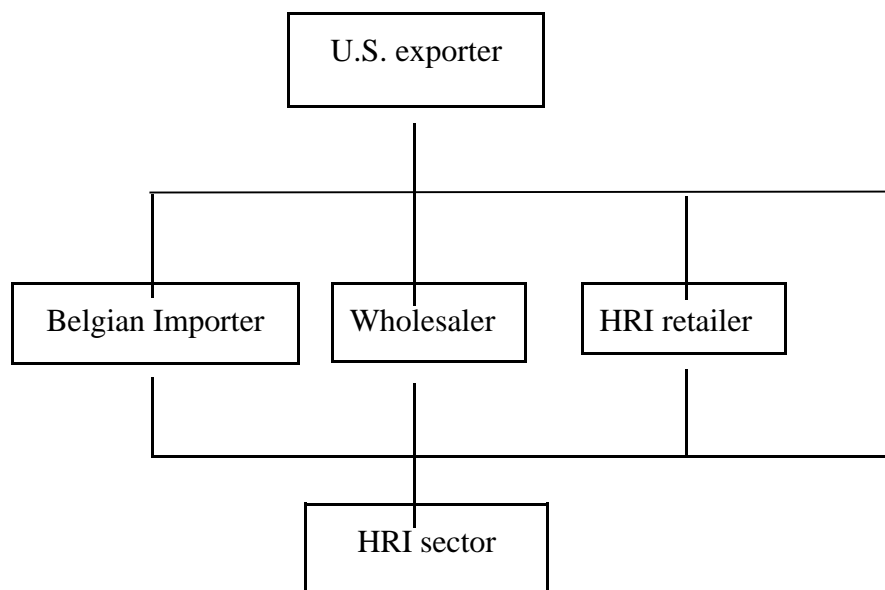 U.S. exporter
Belgian Importer
Wholesaler
HRI retailer
HRI sector